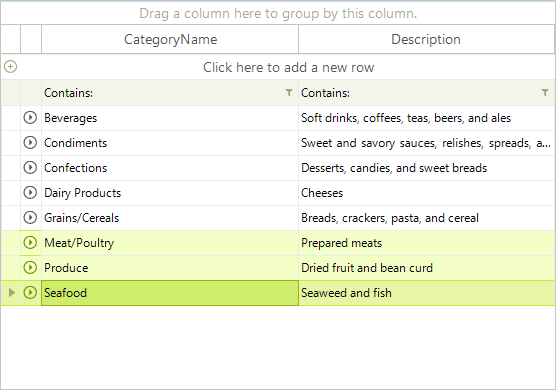 Drag a column here to group by this column.
CategoryName Description
Click here to add a new row
Contains: Contains:
Beverages Soft drinks, coffees, teas, beers, and ales
Condiments Sweet and savory sauces, relishes, spreads, a...
Confections Desserts, candies, and sweet breads
Dairy Products Cheeses
Grains/Cereals Breads, crackers, pasta, and cereal
Meat/Poultry Prepared meats
Produce Dried fruit and bean curd
Seafood Seaweed and fish